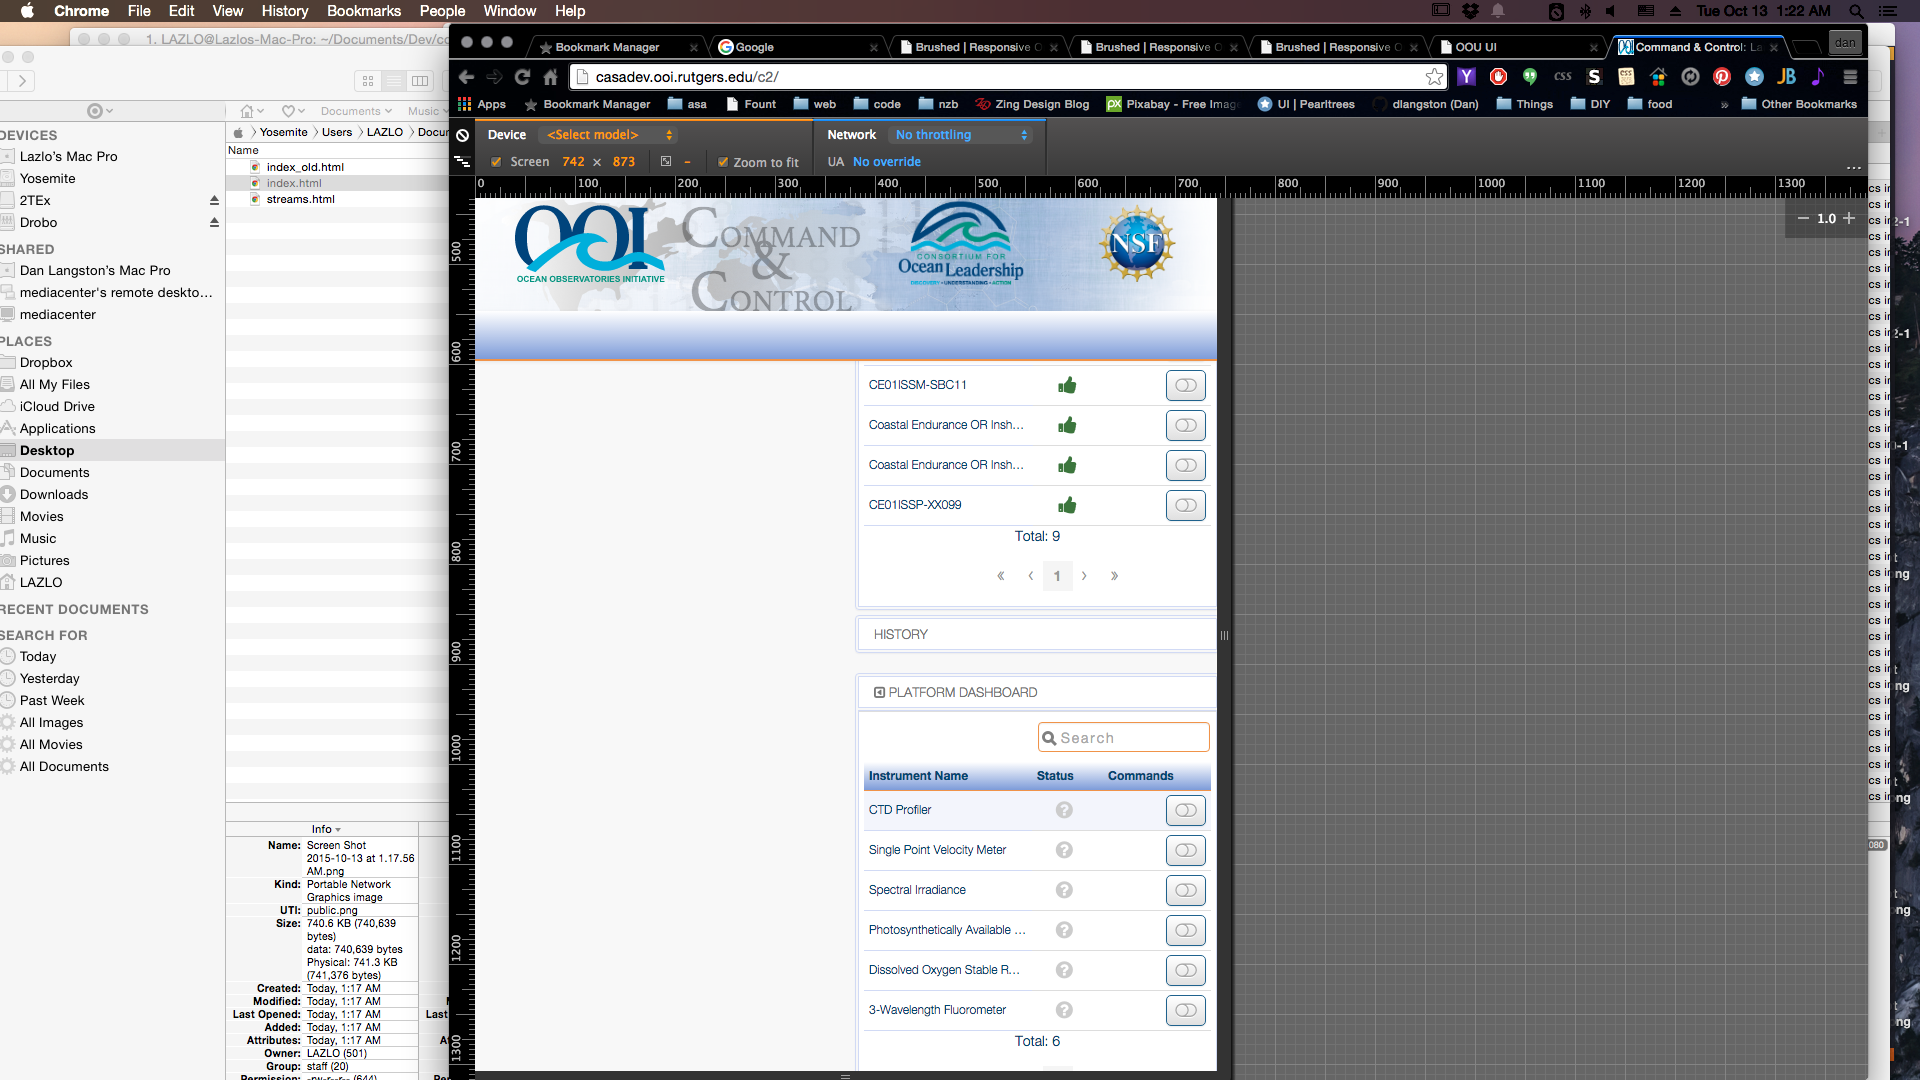 Chrome File Edit View History Bookmarks People Window Help
Tue Oct 13 1:22 AM
1. LAZLO@Lazlos-Mac-Pro: ~/Documents/Dev/co
Documents
Music
DEVICES
Lazlo's Mac Pro
Yosemite
2TEx
Drobo
SHARED
Dan Langston's Mac Pro
mediacenter's remote deskto...
mediacenter
PLACES
Dropbox
All My Files
iCloud Drive
Applications
Desktop
Documents
Downloads
Movies
Music
Pictures
LAZLO
RECENT DOCUMENTS
SEARCH FOR
Today
Yesterday
Past Week
All Images
All Movies
All Documents
Yosemite Users LAZLO Docu
Name
index_old.html
index.html
streams.html
Info
Name: Screen Shot
2015-10-13 at 1.17.56
AM.png
Kind: Portable Network
Graphics image
UTI: public.png
Size: 740.6 KB (740,639
bytes)
data: 740,639 bytes
Physical: 741.3 KB
(741,376 bytes)
Created: Today, 1:17 AM
Modified: Today, 1:17 AM
Last Opened: Today, 1:17 AM
Last
Added: Today, 1:17 AM
Attributes: Today, 1:17 AM
Owner: LAZLO (501)
Group: staff (20)
Bookmark Manager
Google
Brushed | Responsive O
Brushed | Responsive O
Brushed | Responsive O
OOU UI
Command & Control: La
dan
casadev.ooi.rutgers.edu/c2/
Apps
Bookmark Manager
asa
Fount
web
code
nzb
Zing Design Blog
Pixabay - Free Imag
UI | Pearltrees
dlangston (Dan)
Things
DIY
food
»
Other Bookmarks
Device <Select model>
Network No throttling
Screen 742 × 873
Zoom to fit
UA No override
...
0 100 200 300 400 500 600 700 800 900 1000 1100 1200 1300
500
600
700
800
900
1000
1100
1200
1300
− 1.0 +
OOI
OCEAN OBSERVATORIES INITIATIVE
COMMAND
&
CONTROL
CONSORTIUM FOR
Ocean Leadership
DISCOVERY • UNDERSTANDING • ACTION
NSF
CE01ISSM-SBC11
Coastal Endurance OR Insh...
Coastal Endurance OR Insh...
CE01ISSP-XX099
Total: 9
« ‹ 1 › »
HISTORY
PLATFORM DASHBOARD
Search
Instrument Name Status Commands
CTD Profiler
Single Point Velocity Meter
Spectral Irradiance
Photosynthetically Available ...
Dissolved Oxygen Stable R...
3-Wavelength Fluorometer
Total: 6